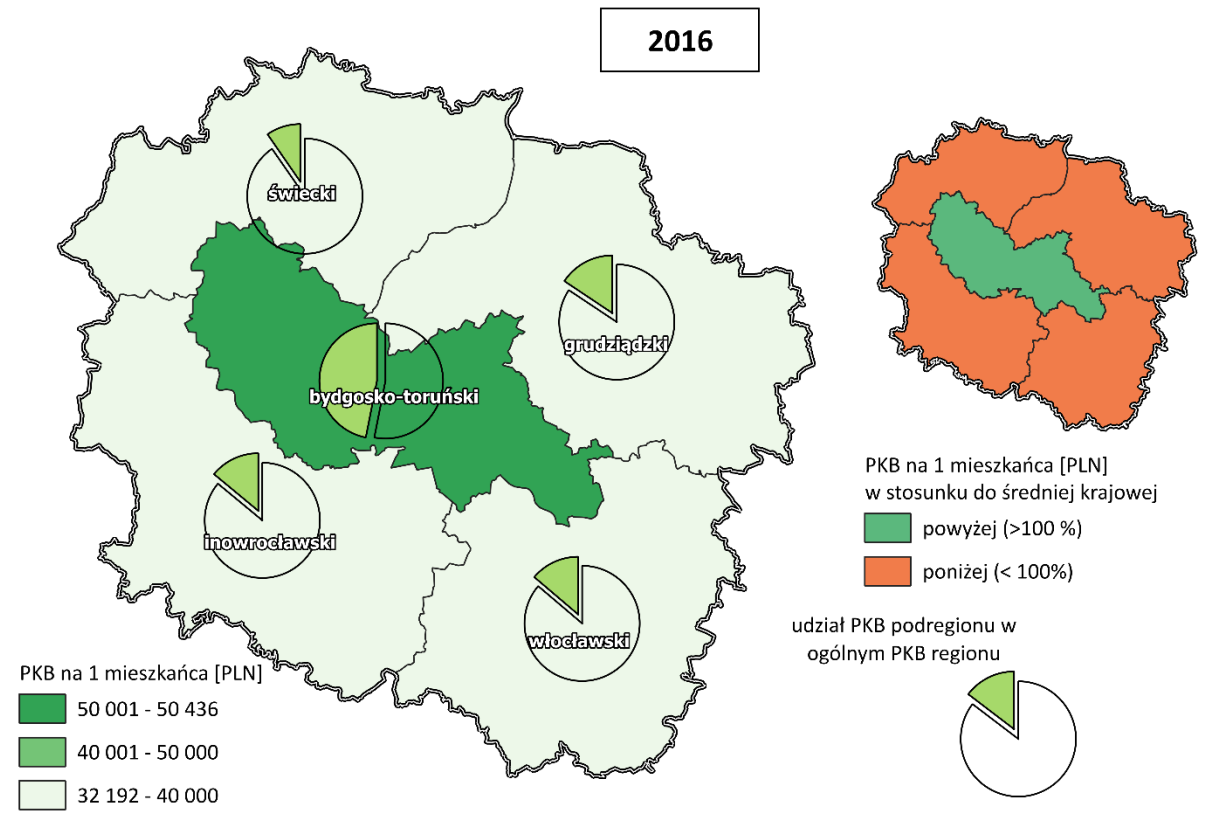 2016
świecki
grudziądzki
bydgosko-toruński
inowrocławski
włocławski
PKB na 1 mieszkańca [PLN]
w stosunku do średniej krajowej
powyżej (>100 %)
poniżej (< 100%)
udział PKB podregionu w
ogólnym PKB regionu
PKB na 1 mieszkańca [PLN]
50 001 - 50 436
40 001 - 50 000
32 192 - 40 000